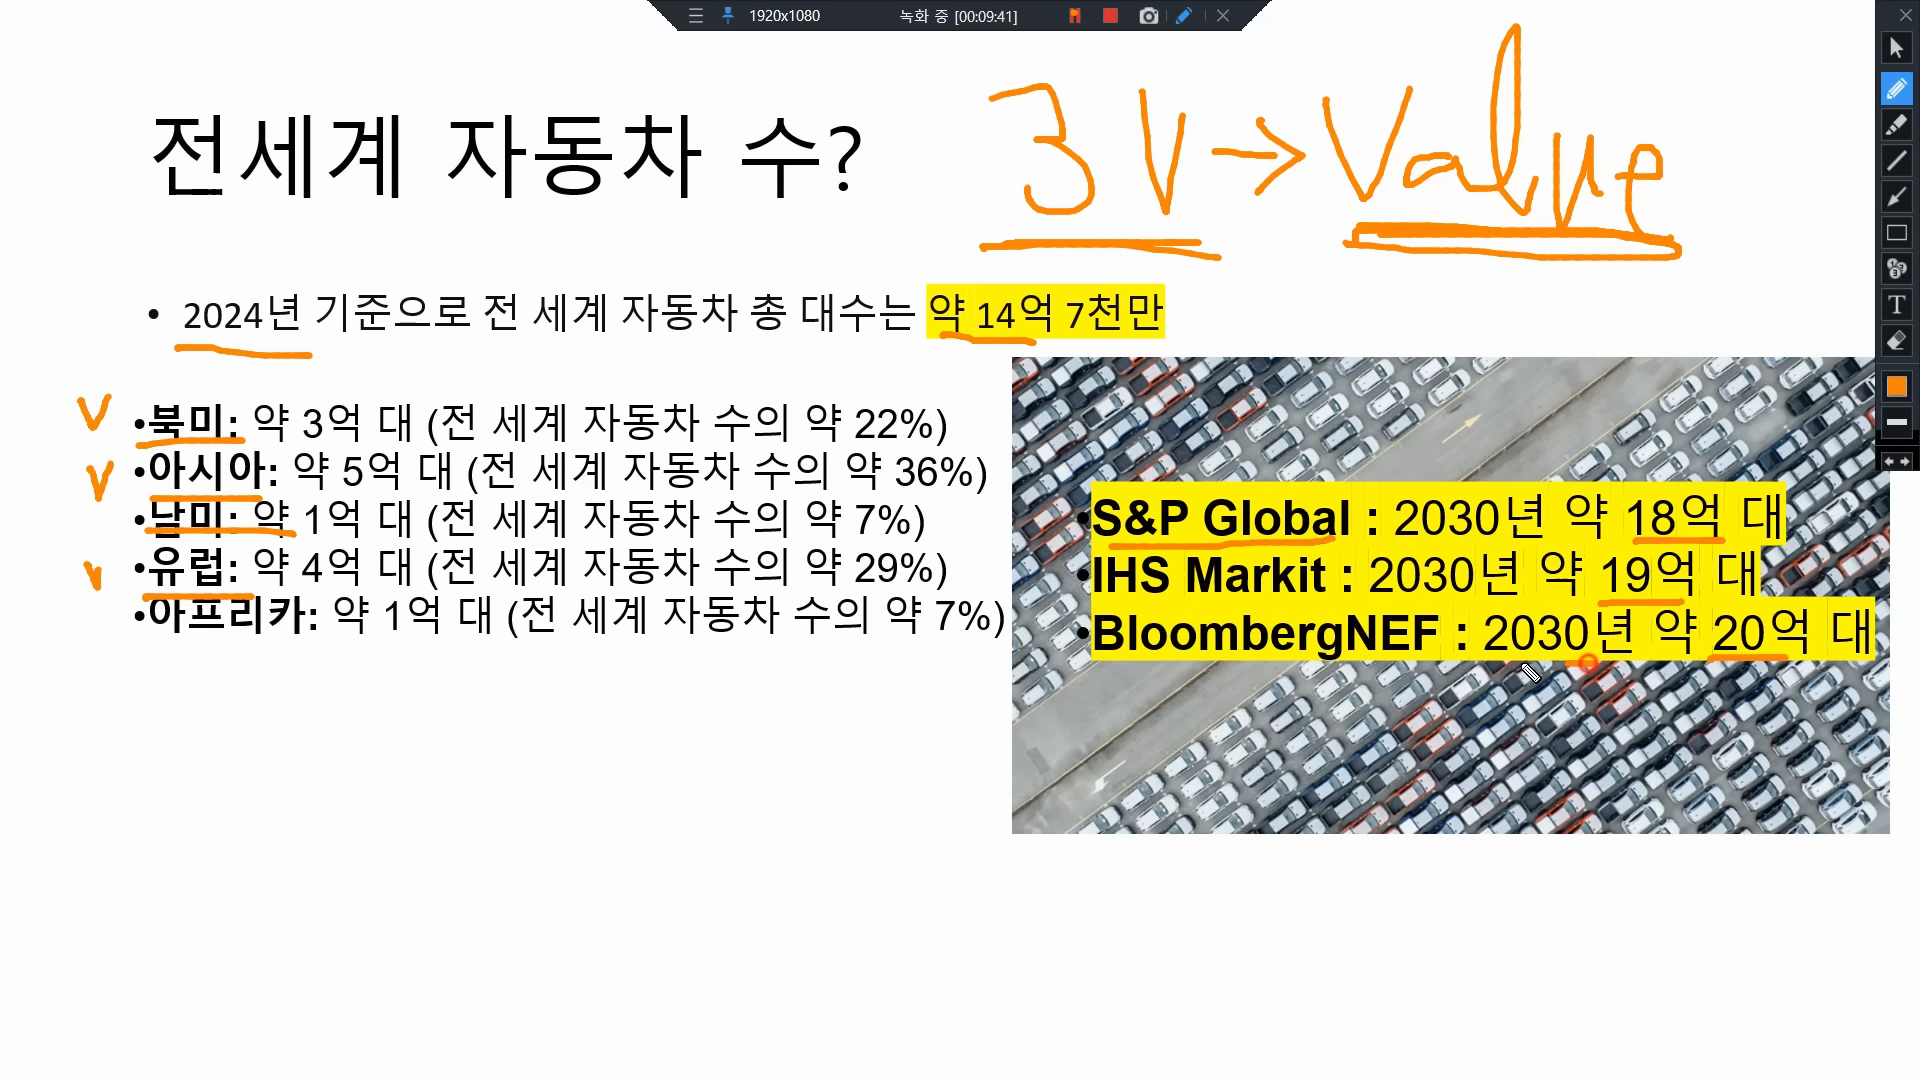 1920x1080
녹화 중 [00:09:41]
3V → Value
전세계 자동차 수?
• 2024년 기준으로 전 세계 자동차 총 대수는 약 14억 7천만
•북미: 약 3억 대 (전 세계 자동차 수의 약 22%)
•아시아: 약 5억 대 (전 세계 자동차 수의 약 36%)
•남미: 약 1억 대 (전 세계 자동차 수의 약 7%)
•유럽: 약 4억 대 (전 세계 자동차 수의 약 29%)
•아프리카: 약 1억 대 (전 세계 자동차 수의 약 7%)
•S&P Global : 2030년 약 18억 대
•IHS Markit : 2030년 약 19억 대
•BloombergNEF : 2030년 약 20억 대